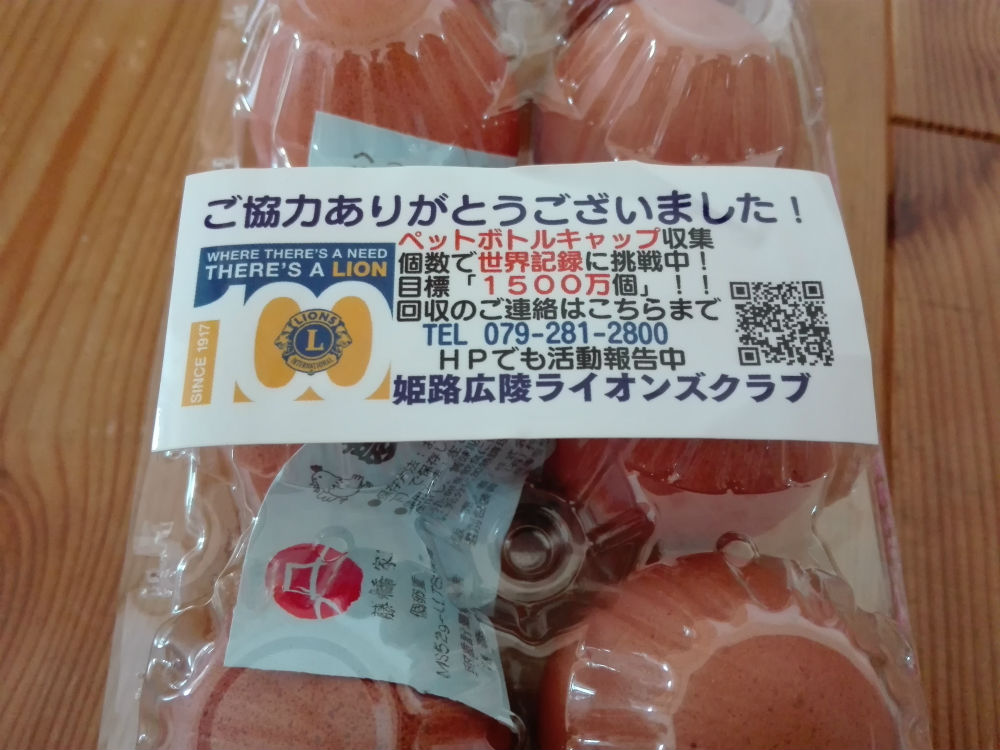 ご協力ありがとうございました！
WHERE THERE'S A NEED
THERE'S A LION
100
LIONS
L
INTERNATIONAL
SINCE 1917
ペットボトルキャップ収集
個数で世界記録に挑戦中！
目標「１５００万個」！！
回収のご連絡はこちらまで
TEL 079-281-2800
ＨＰでも活動報告中
姫路広陵ライオンズクラブ